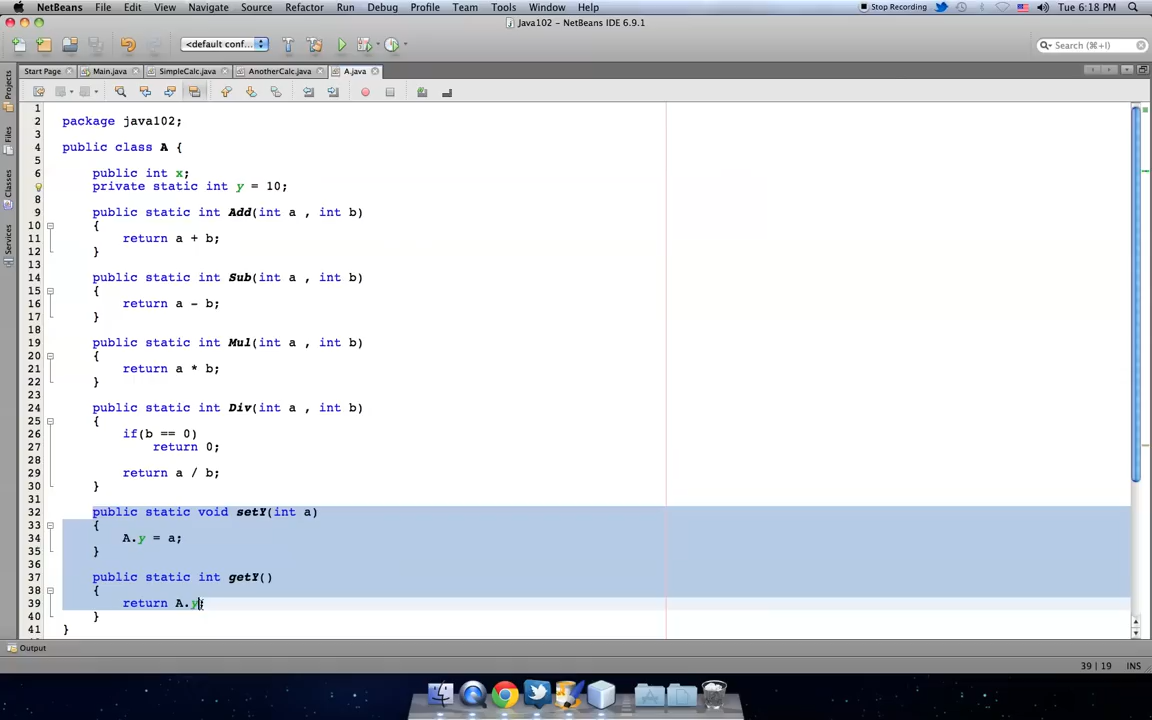 NetBeans File Edit View Navigate Source Refactor Run Debug Profile Team Tools Window Help Stop Recording Tue 6:18 PM
Java102 - NetBeans IDE 6.9.1
<default conf... Search (⌘+I)
Start Page Main.java SimpleCalc.java AnotherCalc.java A.java
Projects
Files
Classes
Services
1
2 package java102;
3
4 public class A {
5
6 public int x;
private static int y = 10;
8
9 public static int Add(int a , int b)
10 {
11 return a + b;
12 }
13
14 public static int Sub(int a , int b)
15 {
16 return a - b;
17 }
18
19 public static int Mul(int a , int b)
20 {
21 return a * b;
22 }
23
24 public static int Div(int a , int b)
25 {
26 if(b == 0)
27 return 0;
28
29 return a / b;
30 }
31
32 public static void setY(int a)
33 {
34 A.y = a;
35 }
36
37 public static int getY()
38 {
39 return A.y;
40 }
41 }
Output
39 | 19 INS